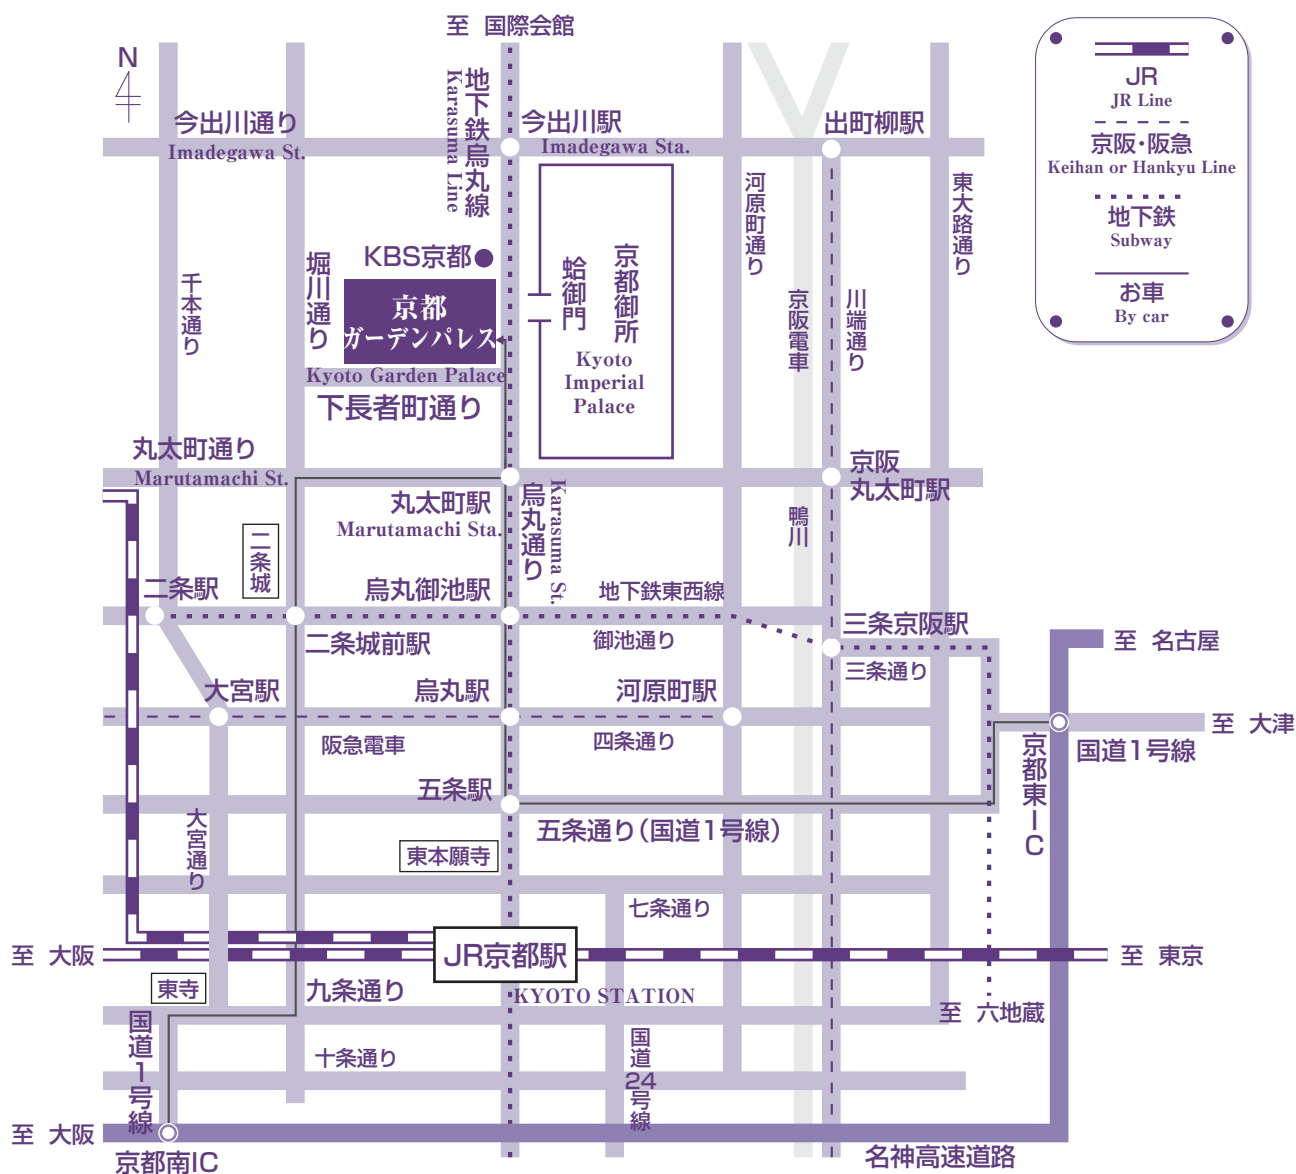 至 国際会館
N
地下鉄烏丸線
Karasuma Line
今出川通り
Imadegawa St.
今出川駅
Imadegawa Sta.
出町柳駅
JR
JR Line
京阪・阪急
Keihan or Hankyu Line
地下鉄
Subway
お車
By car
千本通り
堀川通り
KBS京都
京都
ガーデンパレス
Kyoto Garden Palace
下長者町通り
蛤御門
京都御所
Kyoto
Imperial
Palace
河原町通り
京阪電車
川端通り
東大路通り
丸太町通り
Marutamachi St.
丸太町駅
Marutamachi Sta.
烏丸通り
Karasuma St.
京阪
丸太町駅
鴨川
二条城
二条駅
烏丸御池駅
地下鉄東西線
二条城前駅
御池通り
三条京阪駅
三条通り
至 名古屋
大宮駅
烏丸駅
河原町駅
至 大津
阪急電車
四条通り
国道1号線
京都東IC
五条駅
五条通り(国道1号線)
大宮通り
東本願寺
七条通り
至 大阪
JR京都駅
至 東京
東寺
九条通り
KYOTO STATION
至 六地蔵
国道1号線
十条通り
国道24号線
至 大阪
京都南IC
名神高速道路